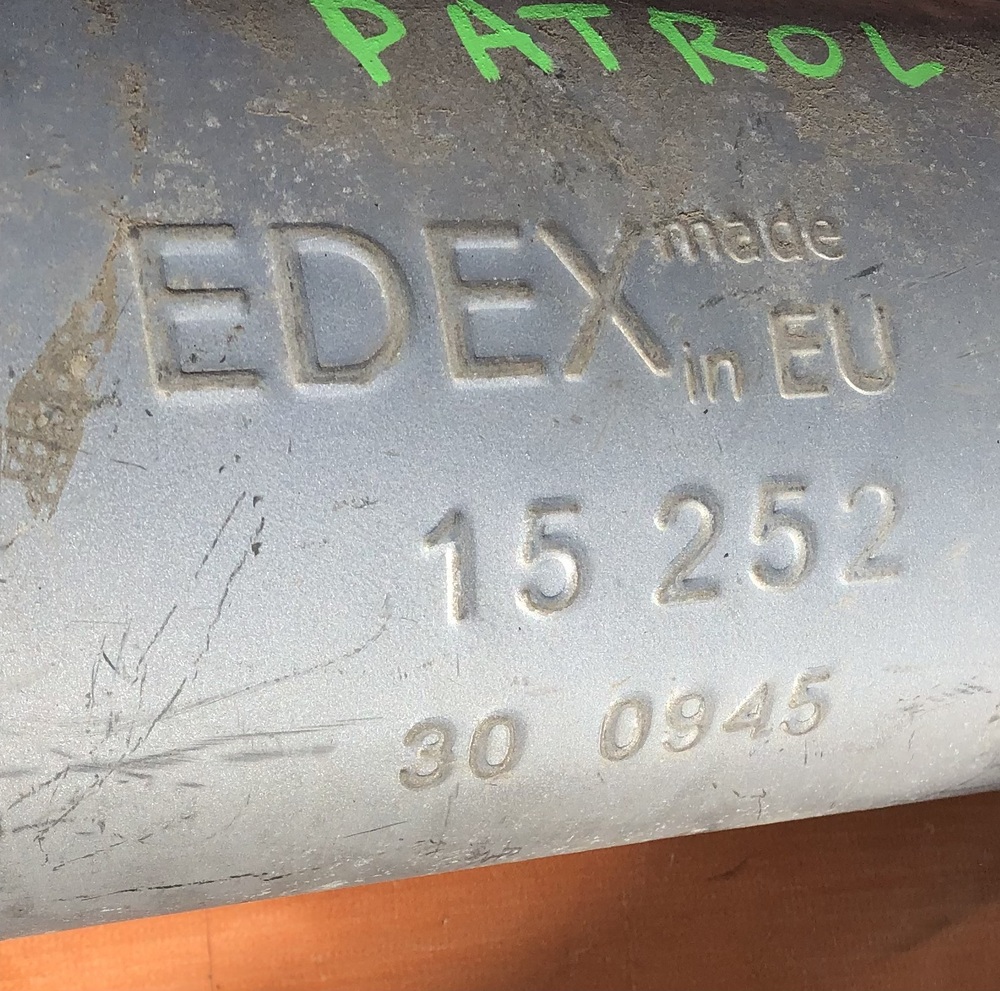 PATROL
EDEX made
in EU
15 252
30 0945